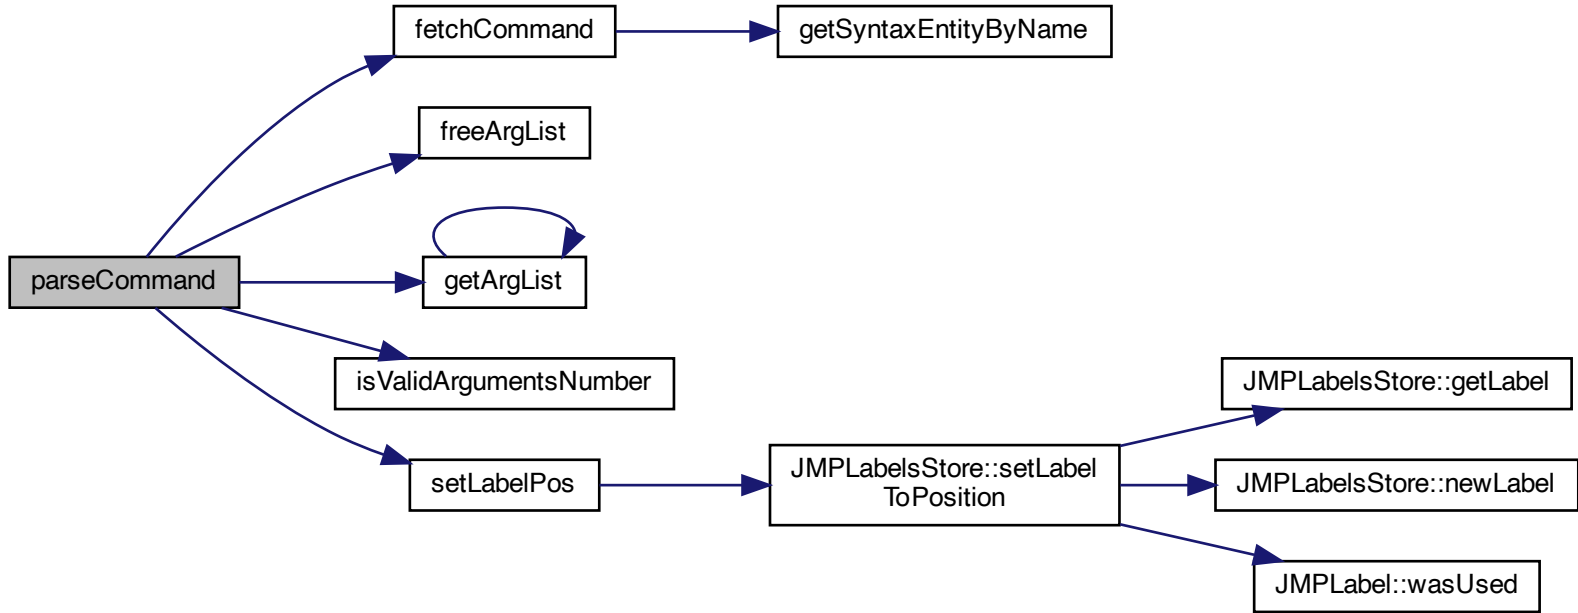 fetchCommand
getSyntaxEntityByName
freeArgList
parseCommand
getArgList
isValidArgumentsNumber
JMPLabelsStore::getLabel
setLabelPos
JMPLabelsStore::setLabel
ToPosition
JMPLabelsStore::newLabel
JMPLabel::wasUsed